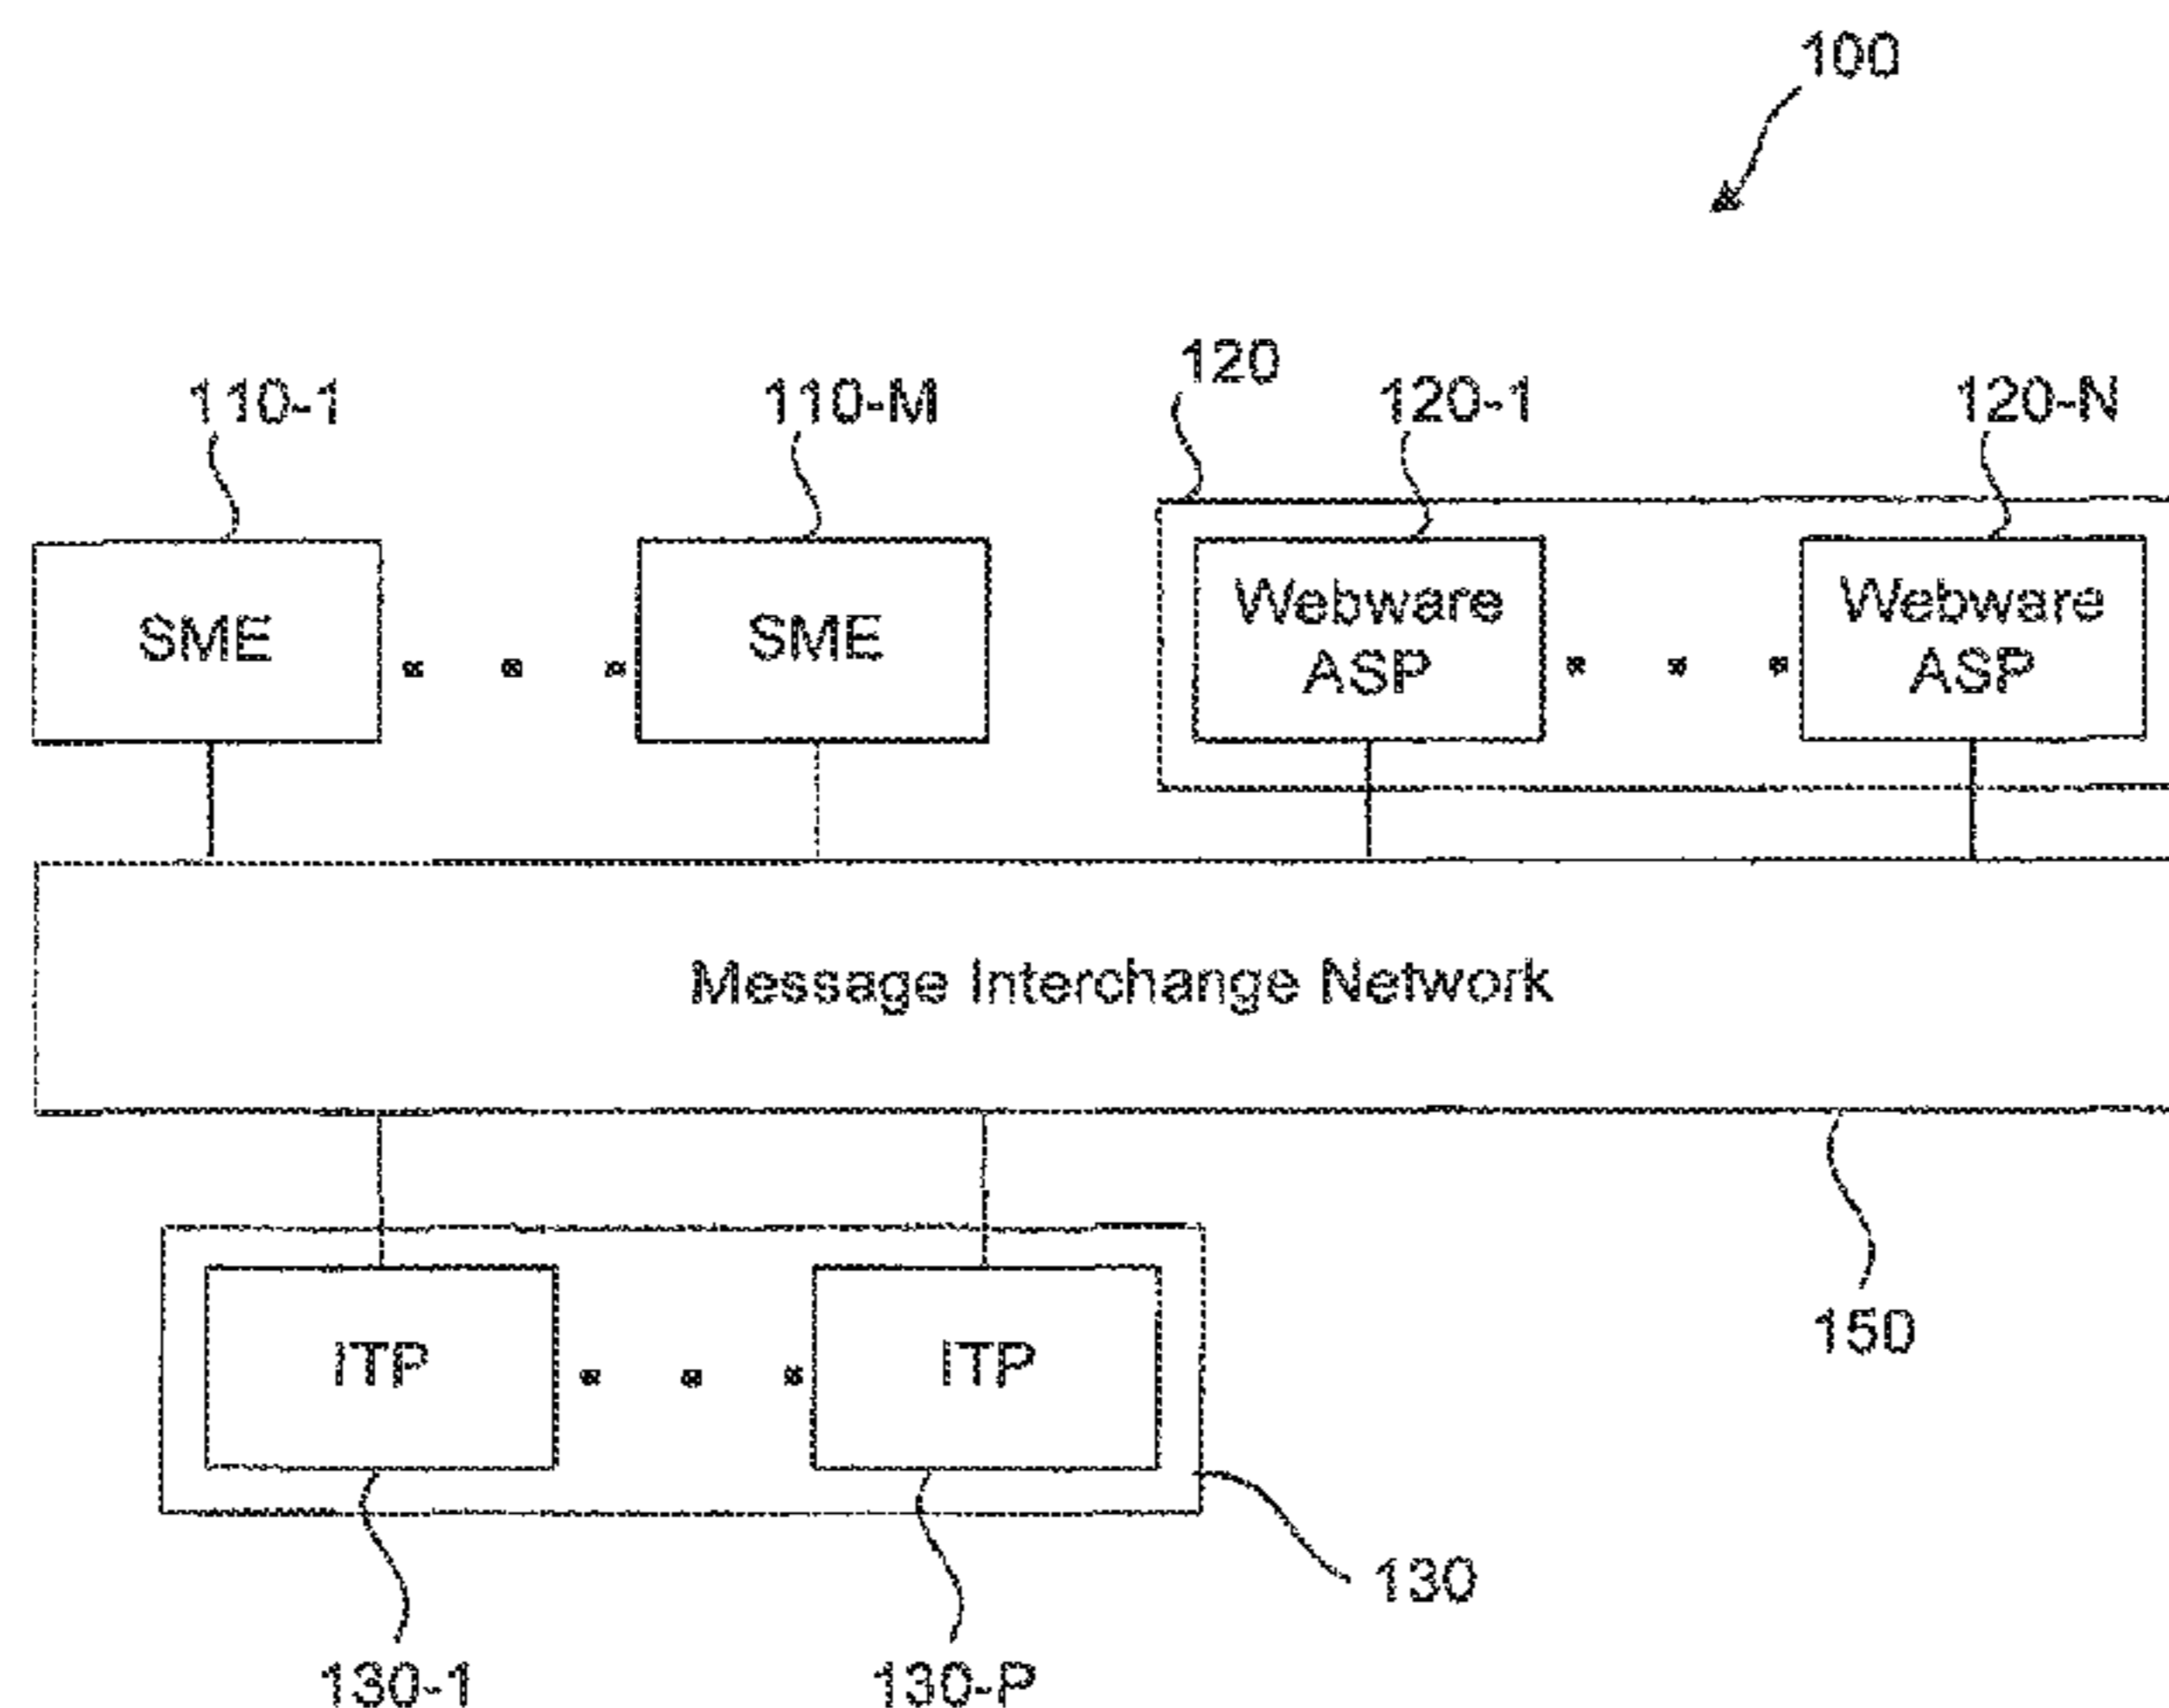 100
110-1 110-M 120 120-1 120-N
SME SME Webware ASP Webware ASP
Message Interchange Network
150
ITP ITP
130
130-1 130-P